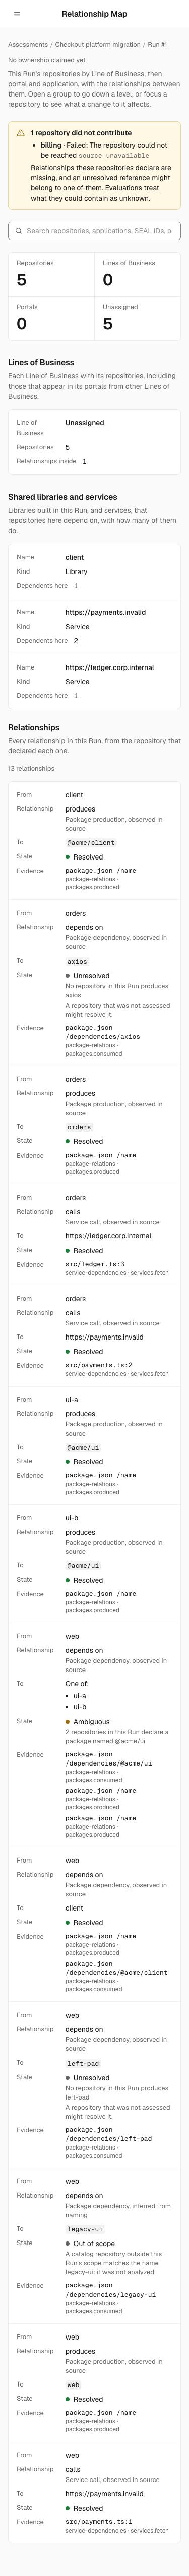 Relationship Map
Assessments / Checkout platform migration / Run #1
No ownership claimed yet
This Run's repositories by Line of Business, then
portal and application, with the relationships between
them. Open a group to go down a level, or focus a
repository to see what a change to it affects.
1 repository did not contribute
• billing · Failed: The repository could not
be reached source_unavailable
Relationships these repositories declare are
missing, and an unresolved reference might
belong to one of them. Evaluations treat
what they could contain as unknown.
Search repositories, applications, SEAL IDs, p
Repositories
5
Lines of Business
0
Portals
0
Unassigned
5
Lines of Business
Each Line of Business with its repositories, including
those that appear in its portals from other Lines of
Business.
Line of
Business
Unassigned
Repositories 5
Relationships inside 1
Shared libraries and services
Libraries built in this Run, and services, that
repositories here depend on, with how many of them
do.
Name client
Kind Library
Dependents here 1
Name https://payments.invalid
Kind Service
Dependents here 2
Name https://ledger.corp.internal
Kind Service
Dependents here 1
Relationships
Every relationship in this Run, from the repository that
declared each one.
13 relationships
From client
Relationship produces
Package production, observed in
source
To @acme/client
State Resolved
Evidence package.json /name
package-relations ·
packages.produced
From orders
Relationship depends on
Package dependency, observed in
source
To axios
State Unresolved
No repository in this Run produces
axios
A repository that was not assessed
might resolve it.
Evidence package.json
/dependencies/axios
package-relations ·
packages.consumed
From orders
Relationship produces
Package production, observed in
source
To orders
State Resolved
Evidence package.json /name
package-relations ·
packages.produced
From orders
Relationship calls
Service call, observed in source
To https://ledger.corp.internal
State Resolved
Evidence src/ledger.ts:3
service-dependencies · services.fetch
From orders
Relationship calls
Service call, observed in source
To https://payments.invalid
State Resolved
Evidence src/payments.ts:2
service-dependencies · services.fetch
From ui-a
Relationship produces
Package production, observed in
source
To @acme/ui
State Resolved
Evidence package.json /name
package-relations ·
packages.produced
From ui-b
Relationship produces
Package production, observed in
source
To @acme/ui
State Resolved
Evidence package.json /name
package-relations ·
packages.produced
From web
Relationship depends on
Package dependency, observed in
source
To One of:
• ui-a
• ui-b
State Ambiguous
2 repositories in this Run declare a
package named @acme/ui
Evidence package.json
/dependencies/@acme/ui
package-relations ·
packages.consumed
package.json /name
package-relations ·
packages.produced
package.json /name
package-relations ·
packages.produced
From web
Relationship depends on
Package dependency, observed in
source
To client
State Resolved
Evidence package.json /name
package-relations ·
packages.produced
package.json
/dependencies/@acme/client
package-relations ·
packages.consumed
From web
Relationship depends on
Package dependency, observed in
source
To left-pad
State Unresolved
No repository in this Run produces
left-pad
A repository that was not assessed
might resolve it.
Evidence package.json
/dependencies/left-pad
package-relations ·
packages.consumed
From web
Relationship depends on
Package dependency, inferred from
naming
To legacy-ui
State Out of scope
A catalog repository outside this
Run's scope matches the name
legacy-ui; it was not analyzed
Evidence package.json
/dependencies/legacy-ui
package-relations ·
packages.consumed
From web
Relationship produces
Package production, observed in
source
To web
State Resolved
Evidence package.json /name
package-relations ·
packages.produced
From web
Relationship calls
Service call, observed in source
To https://payments.invalid
State Resolved
Evidence src/payments.ts:1
service-dependencies · services.fetch